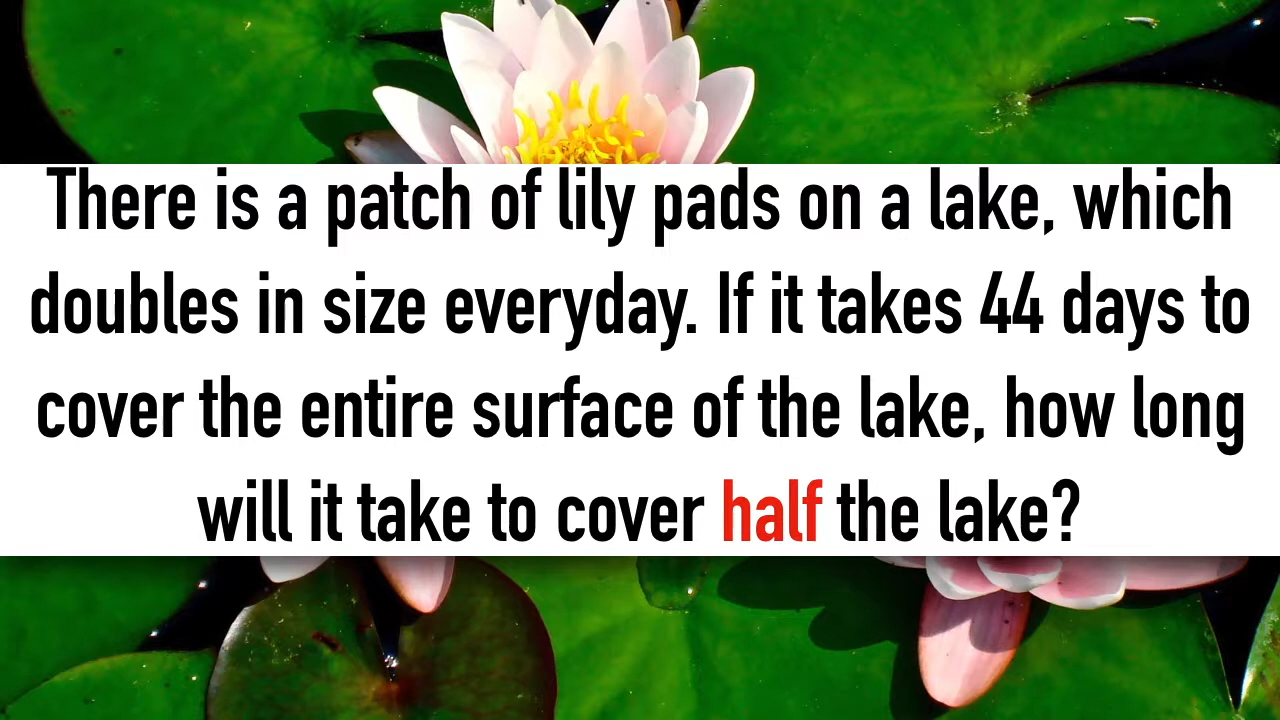 There is a patch of lily pads on a lake, which
doubles in size everyday. If it takes 44 days to
cover the entire surface of the lake, how long
will it take to cover half the lake?